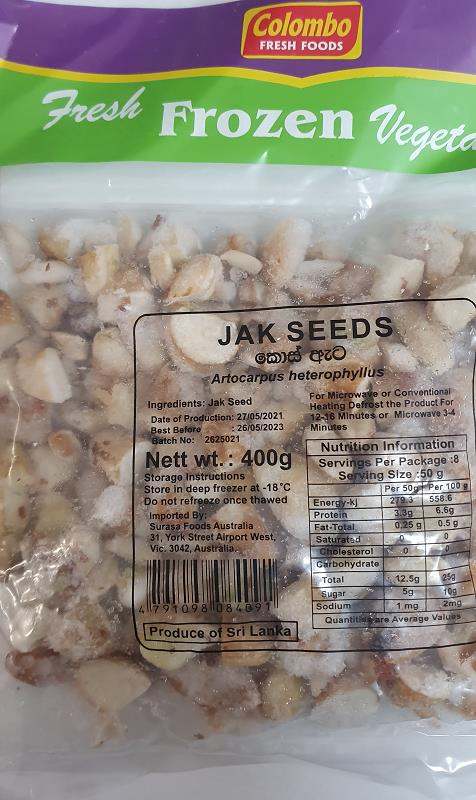 Colombo
FRESH FOODS
Fresh Frozen
JAK SEEDS
කොස් ඇට
Artocarpus heterophyllus
Ingredients: Jak Seed
Date of Production: 27/05/2021
Best Before : 26/05/2023
Batch No: 2625021
Nett wt. : 400g
Storage Instructions
Store in deep freezer at -18°C
Do not refreeze once thawed
Imported By:
Surasa Foods Australia
31, York Street Airport West,
Vic. 3042, Australia.
4 791098 084091
Produce of Sri Lanka
For Microwave or Conventional
Heating Defrost the Product For
12-16 Minutes or Microwave 3-4
Minutes
Nutrition Information
Servings Per Package :8
Serving Size :50 g
Per 50g Per 100 g
Energy-kj 279.3 558.6
Protein 3.3g 6.6g
Fat-Total 0.25 g 0.5 g
Saturated 0 0
Cholesterol 0 0
Carbohydrate
Total 12.5g 25g
Sugar 5g 10g
Sodium 1 mg 2mg
Quantities are Average Values